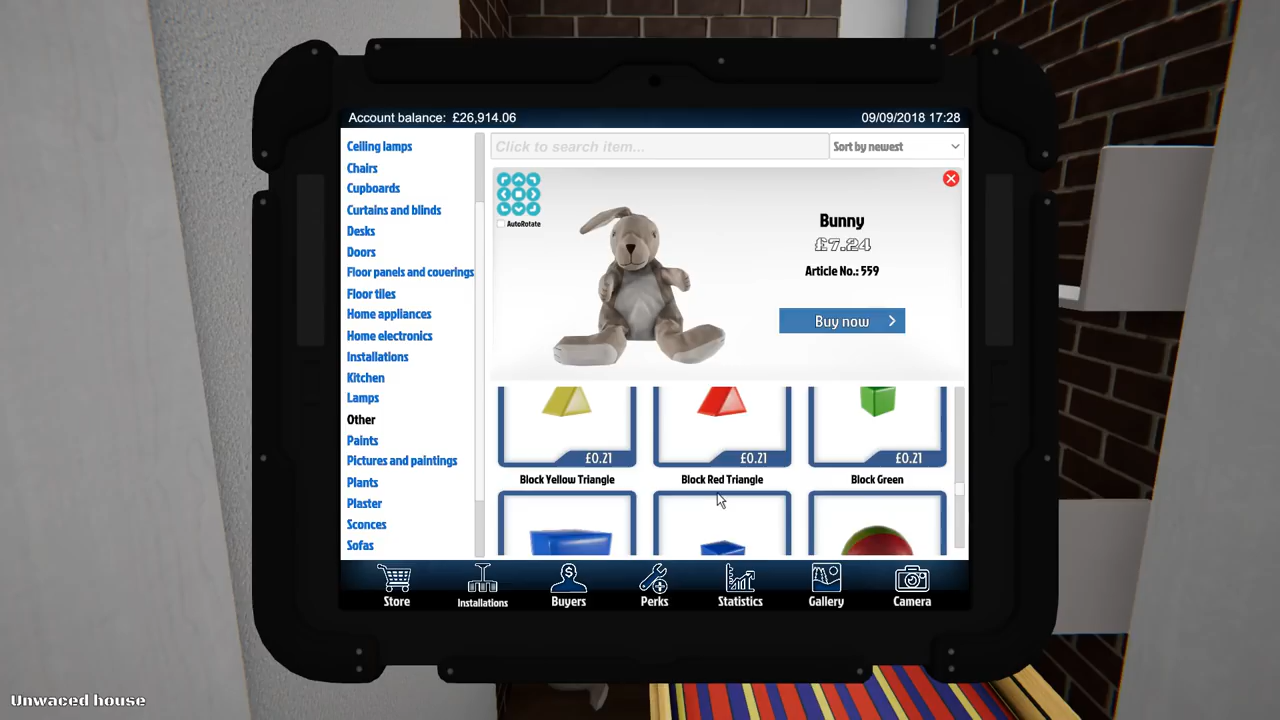 Account balance: £26,914.06
09/09/2018 17:28
Ceiling lamps
Chairs
Cupboards
Curtains and blinds
Desks
Doors
Floor panels and coverings
Floor tiles
Home appliances
Home electronics
Installations
Kitchen
Lamps
Other
Paints
Pictures and paintings
Plants
Plaster
Sconces
Sofas
Click to search item...
Sort by newest
AutoRotate
Bunny
£7.24
Article No.: 559
Buy now
£0.21
£0.21
£0.21
Block Yellow Triangle
Block Red Triangle
Block Green
Store
Installations
Buyers
Perks
Statistics
Gallery
Camera
Unwaced house